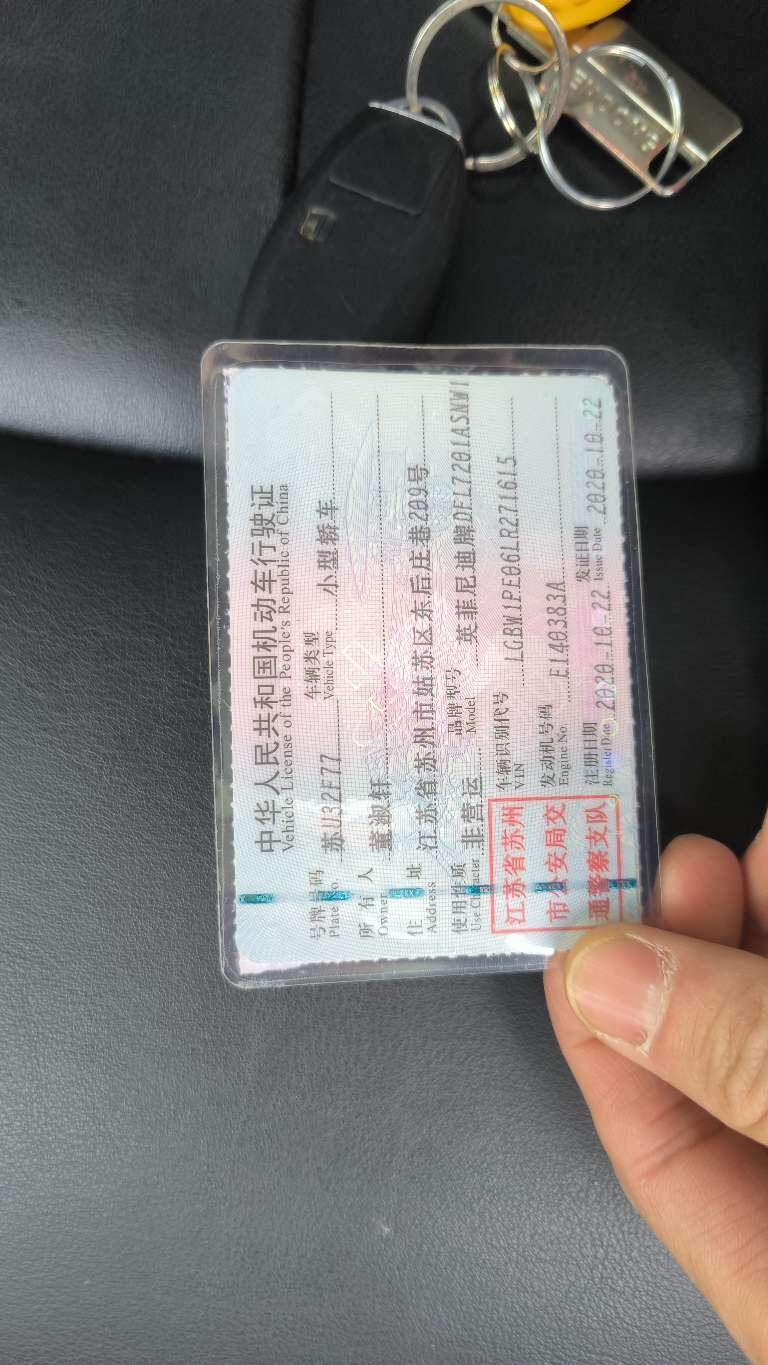 中华人民共和国机动车行驶证
Vehicle License of the People's Republic of China
号牌号码 苏U32F77 车辆类型 小型轿车
Plate No. Vehicle Type
所有人 董淑轩
Owner
住址 江苏省苏州市姑苏区东后庄巷209号
Address
使用性质 非营运 品牌型号 英菲尼迪牌DFL7201ASNW1
Use Character Model
江苏省苏州
市公安局交
通警察支队
车辆识别代号 LGBW1PE06LR271615
VIN
发动机号码 E140383A
Engine No.
注册日期 2020-10-22 发证日期 2020-10-22
Register Date Issue Date